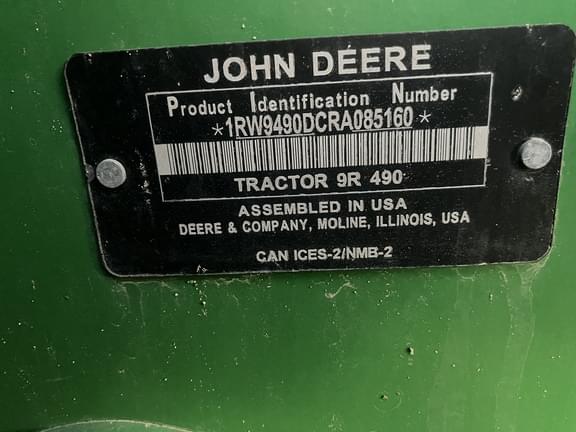 JOHN DEERE
Product Identification Number
*1RW9490DCRA085160*
TRACTOR 9R 490
ASSEMBLED IN USA
DEERE & COMPANY, MOLINE, ILLINOIS, USA
CAN ICES-2/NMB-2